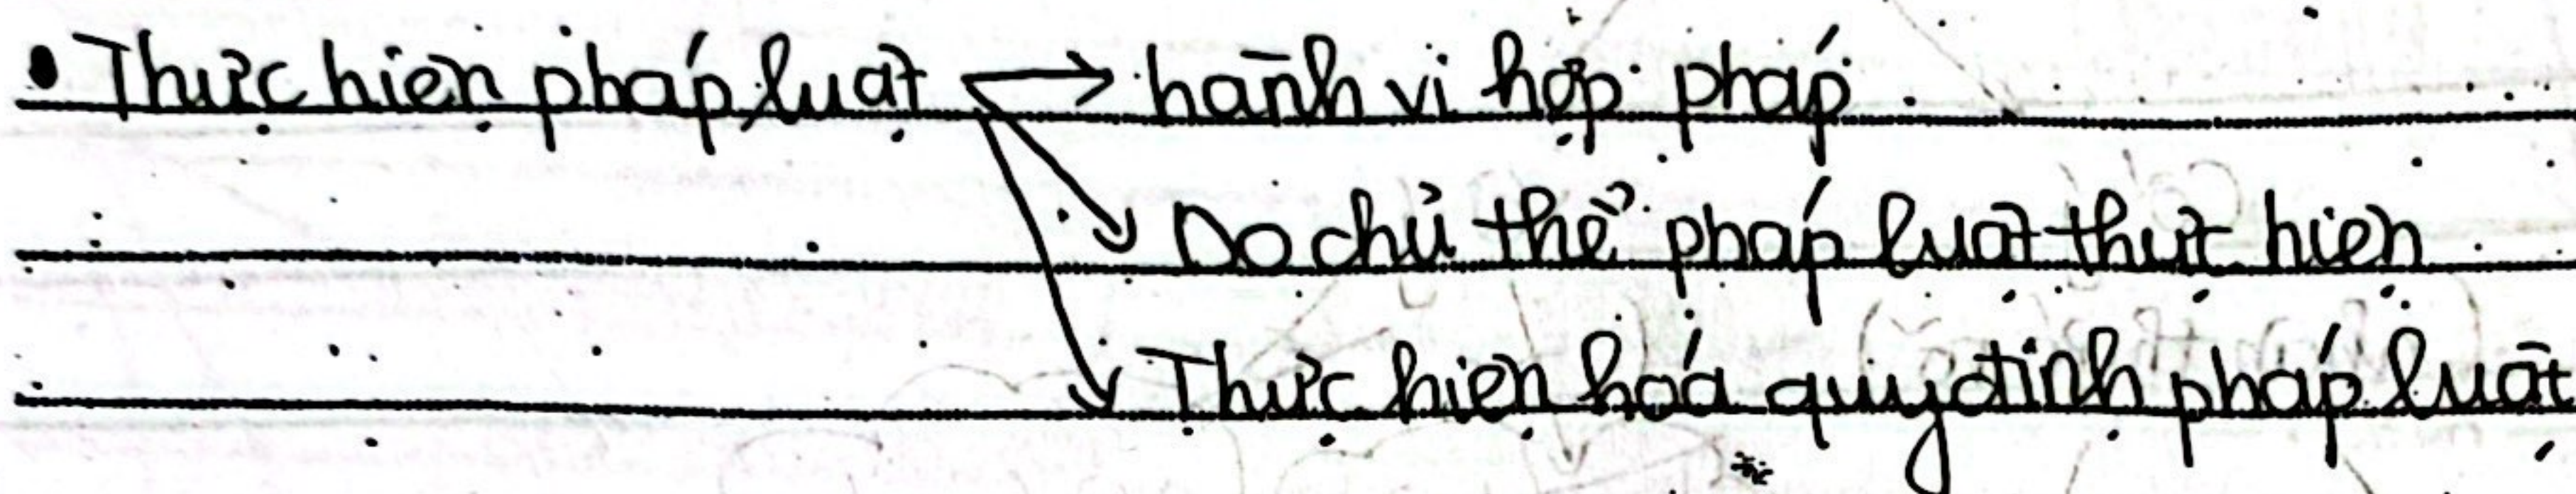 • Thực hiện pháp luật → hành vi hợp pháp.
Do chủ thể pháp luật thực hiện.
Thực hiện hoá quy định pháp luật